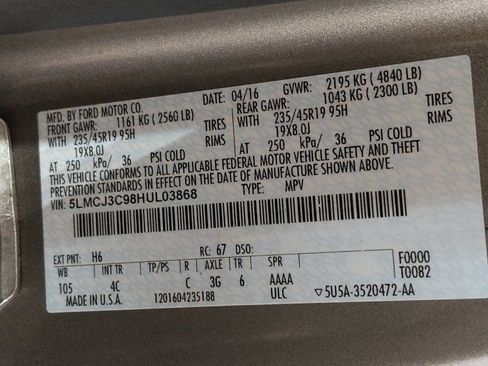 MFD. BY FORD MOTOR CO. DATE: 04/16 GVWR: 2195 KG ( 4840 LB)
FRONT GAWR: 1161 KG ( 2560 LB) REAR GAWR: 1043 KG ( 2300 LB)
WITH 235/45R19 95H TIRES WITH 235/45R19 95H TIRES
19X8.0J RIMS 19X8.0J RIMS
AT 250 kPa/ 36 PSI COLD AT 250 kPa/ 36 PSI COLD
THIS VEHICLE CONFORMS TO ALL APPLICABLE FEDERAL MOTOR VEHICLE SAFETY AND THEFT
PREVENTION STANDARDS IN EFFECT ON THE DATE OF MANUFACTURE SHOWN ABOVE.
VIN: 5LMCJ3C98HUL03868 TYPE: MPV
EXT PNT: H6 RC: 67 DSO: F0000
WB INT TR TP/PS R AXLE TR SPR T0082
105 4C C 3G 6 AAAA
MADE IN U.S.A. 1201604235188 ULC ▽5U5A-3520472-AA